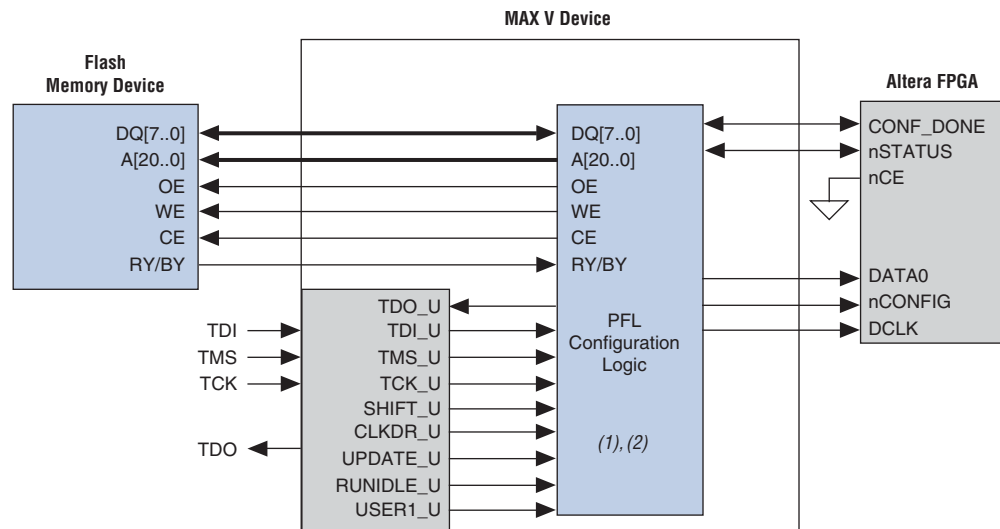 MAX V Device
Flash
Memory Device
Altera FPGA
DQ[7..0]
A[20..0]
OE
WE
CE
RY/BY
DQ[7..0]
A[20..0]
OE
WE
CE
RY/BY
PFL
Configuration
Logic
(1), (2)
CONF_DONE
nSTATUS
nCE
DATA0
nCONFIG
DCLK
TDI
TMS
TCK
TDO
TDO_U
TDI_U
TMS_U
TCK_U
SHIFT_U
CLKDR_U
UPDATE_U
RUNIDLE_U
USER1_U